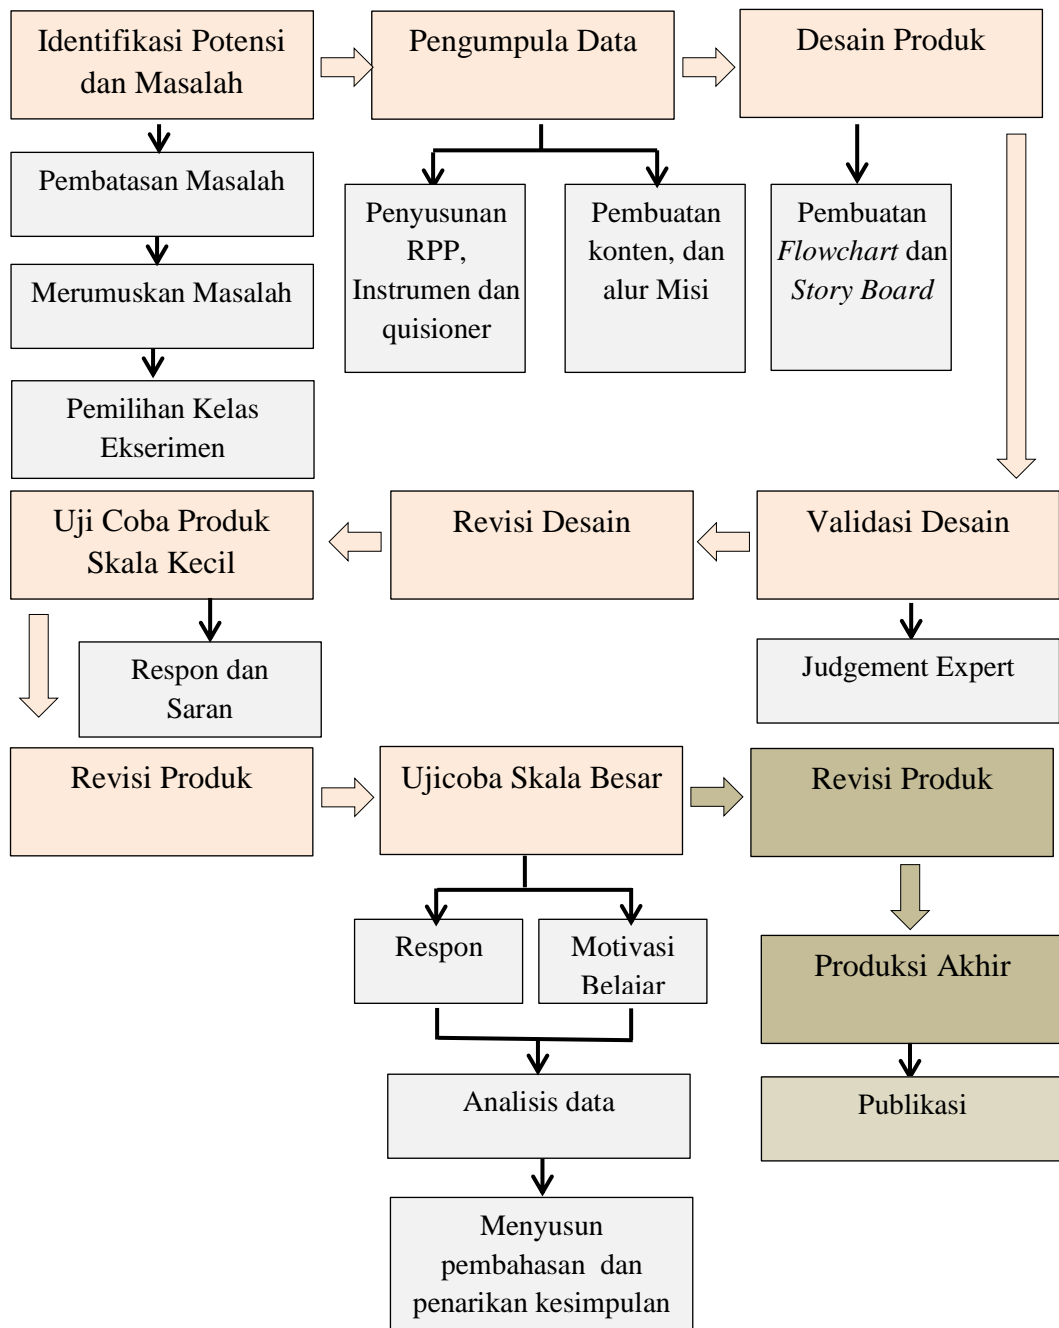 Identifikasi Potensi
dan Masalah
Pengumpula Data
Desain Produk
Pembatasan Masalah
Merumuskan Masalah
Pemilihan Kelas
Ekserimen
Penyusunan
RPP,
Instrumen dan
quisioner
Pembuatan
konten, dan
alur Misi
Pembuatan
Flowchart dan
Story Board
Uji Coba Produk
Skala Kecil
Revisi Desain
Validasi Desain
Respon dan
Saran
Judgement Expert
Revisi Produk
Ujicoba Skala Besar
Revisi Produk
Respon
Motivasi
Belajar
Produksi Akhir
Analisis data
Publikasi
Menyusun
pembahasan  dan
penarikan kesimpulan